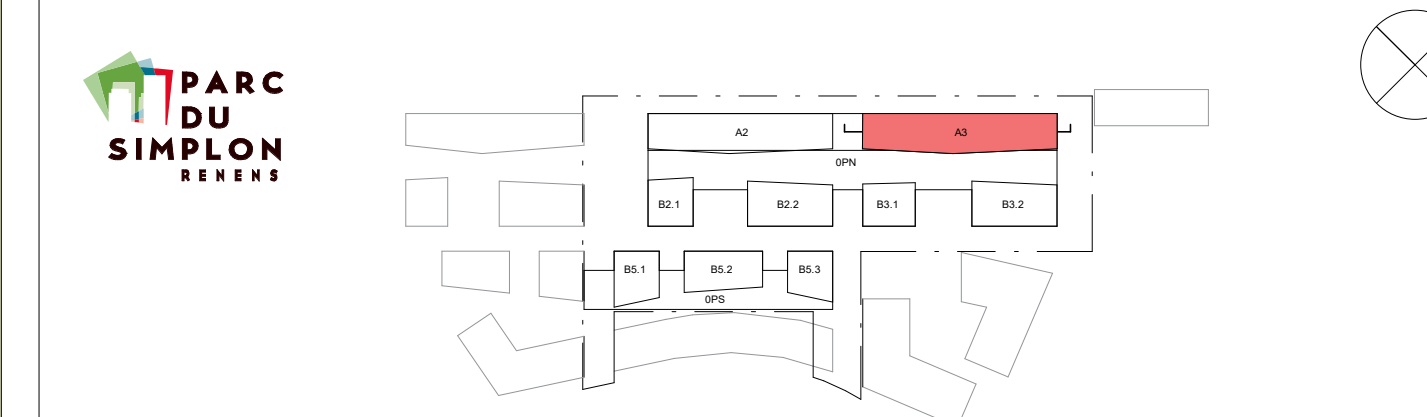 PARC
DU
SIMPLON
RENENS
A2
A3
0PN
B2.1
B2.2
B3.1
B3.2
B5.1
B5.2
B5.3
0PS